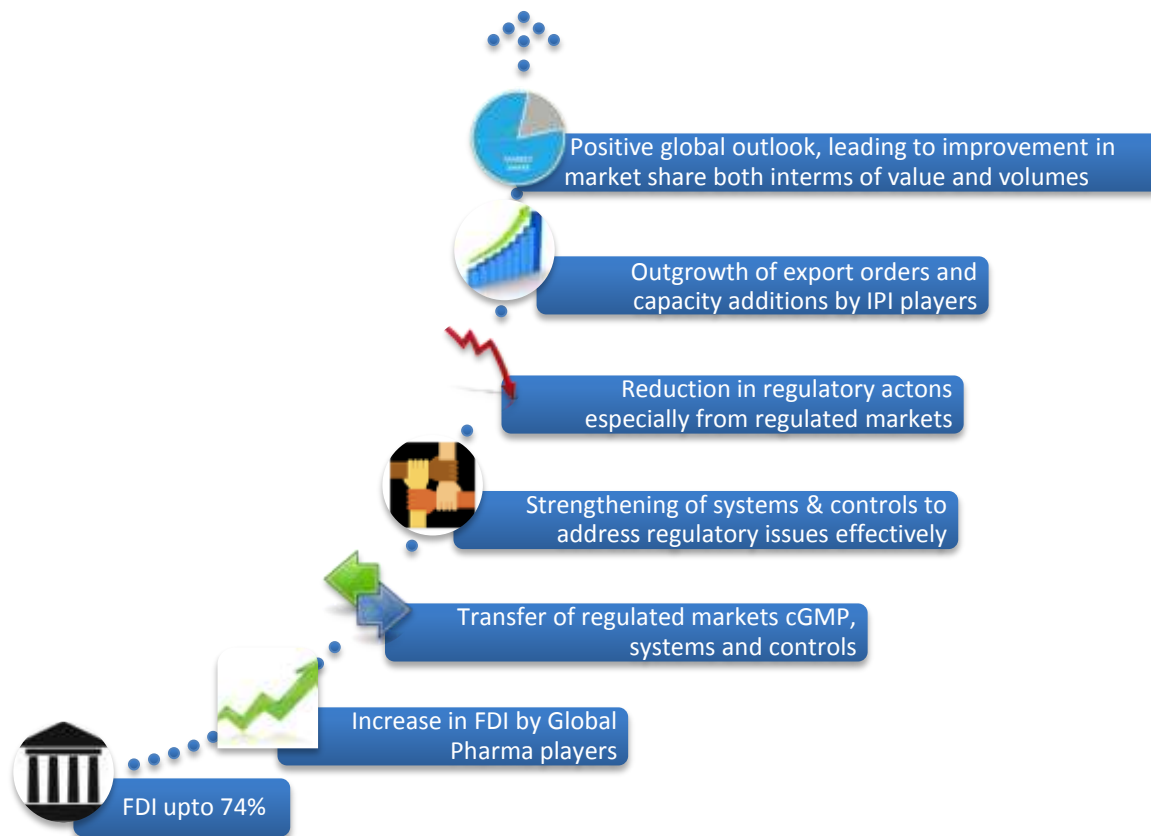 Positive global outlook, leading to improvement in
market share both interms of value and volumes
Outgrowth of export orders and
capacity additions by IPI players
Reduction in regulatory actons
especially from regulated markets
Strengthening of systems & controls to
address regulatory issues effectively
Transfer of regulated markets cGMP,
systems and controls
Increase in FDI by Global
Pharma players
FDI upto 74%